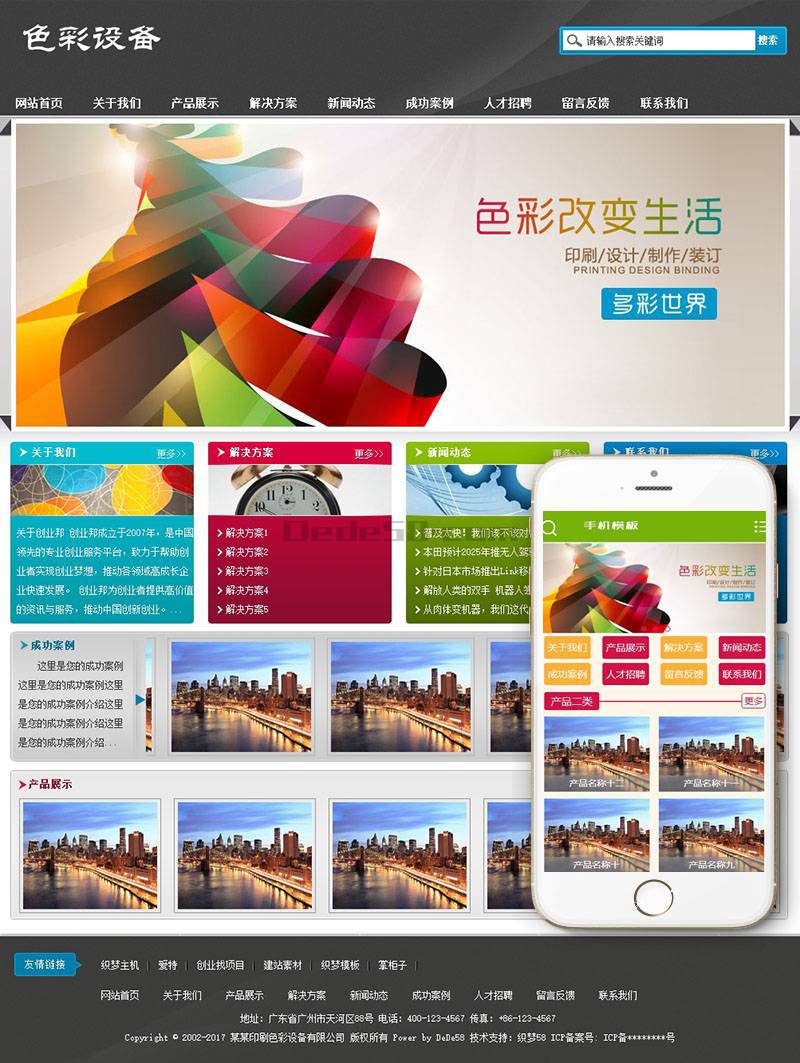 色彩设备
请输入搜索关键词 搜索
网站首页 关于我们 产品展示 解决方案 新闻动态 成功案例 人才招聘 留言反馈 联系我们
色彩改变生活
印刷/设计/制作/装订
PRINTING DESIGN BINDING
多彩世界
关于我们 更多>>
关于创业邦 创业邦成立于2007年，是中国
领先的专业创业服务平台，致力于帮助创
业者实现创业梦想，推动各领域高成长企
业快速发展。 创业邦为创业者提供高价值
的资讯与服务，推动中国创新创业。...
解决方案 更多>>
解决方案1
解决方案2
解决方案3
解决方案4
解决方案5
新闻动态 更多>>
普及太快！我们该不该对
本田预计2025年推无人驾
针对日本市场推出Link移
解放人类的双手 机器人
从肉体变机器，我们这代
联系我们 更多>>
成功案例
这里是您的成功案例
这里是您的成功案例这里
是您的成功案例介绍这里
是您的成功案例介绍这里
是您的成功案例介绍...
产品展示
手机模板
色彩改变生活
印刷/设计/制作/装订
多彩世界
关于我们 产品展示 解决方案 新闻动态
成功案例 人才招聘 留言反馈 联系我们
产品二类 更多
产品名称十二 产品名称十一
产品名称十 产品名称九
友情链接 织梦主机 爱特 创业找项目 建站素材 织梦模板 掌柜子
网站首页 关于我们 产品展示 解决方案 新闻动态 成功案例 人才招聘 留言反馈 联系我们
地址：广东省广州市天河区88号 电话：400-123-4567 传真：+86-123-4567
Copyright © 2002-2017 某某印刷色彩设备有限公司 版权所有 Power by DeDe58 技术支持：织梦58 ICP备案号：ICP备********号